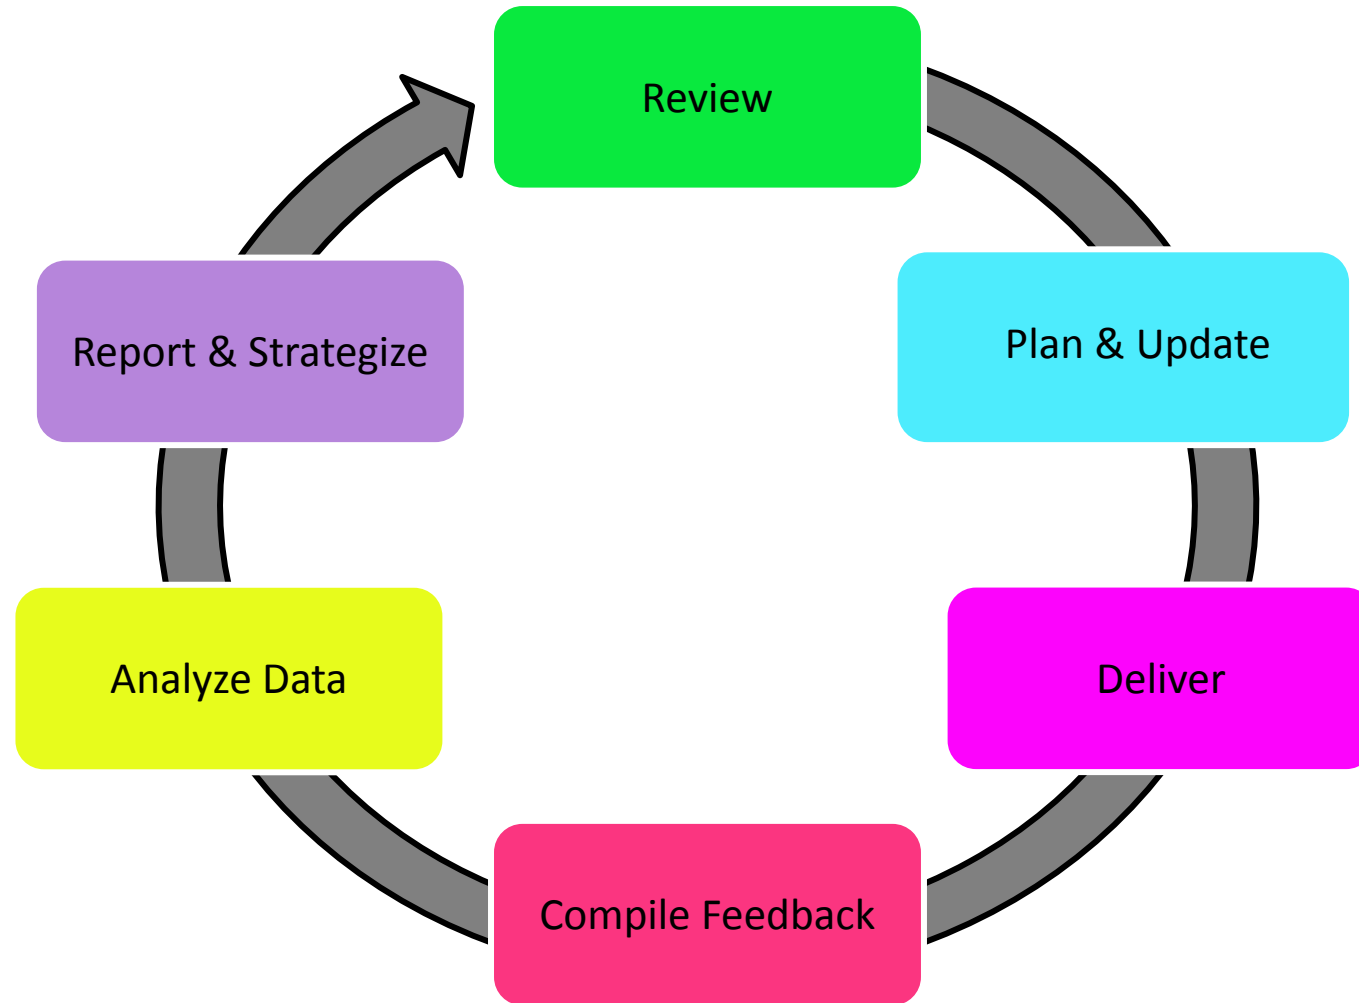 Review
Plan & Update
Deliver
Compile Feedback
Analyze Data
Report & Strategize